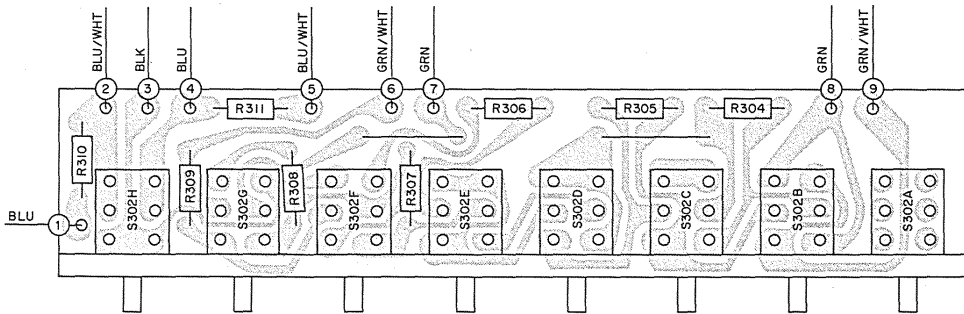 BLU/WHT
BLK
BLU
BLU/WHT
GRN/WHT
GRN
GRN
GRN/WHT
2
3
4
5
6
7
8
9
R311
R306
R305
R304
R310
R309
R308
R307
S302H
S302G
S302F
S302E
S302D
S302C
S302B
S302A
BLU
1